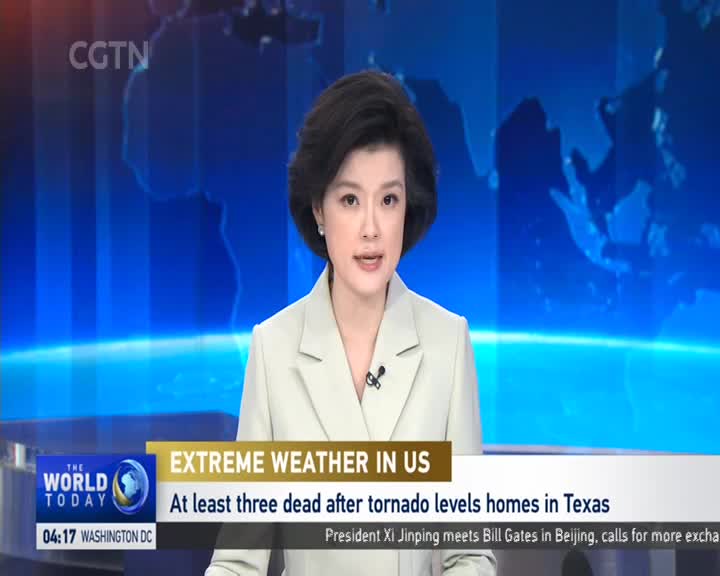 CGTN
EXTREME WEATHER IN US
THE
WORLD
TODAY
At least three dead after tornado levels homes in Texas
04:17 WASHINGTON DC
President Xi Jinping meets Bill Gates in Beijing, calls for more excha